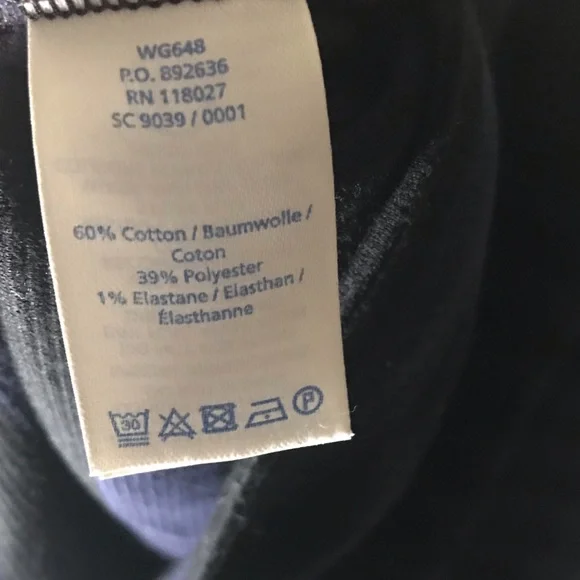 WG648
P.O. 892636
RN 118027
SC 9039 / 0001
60% Cotton / Baumwolle /
Coton
39% Polyester
1% Elastane / Elasthan /
Élasthanne
30 P